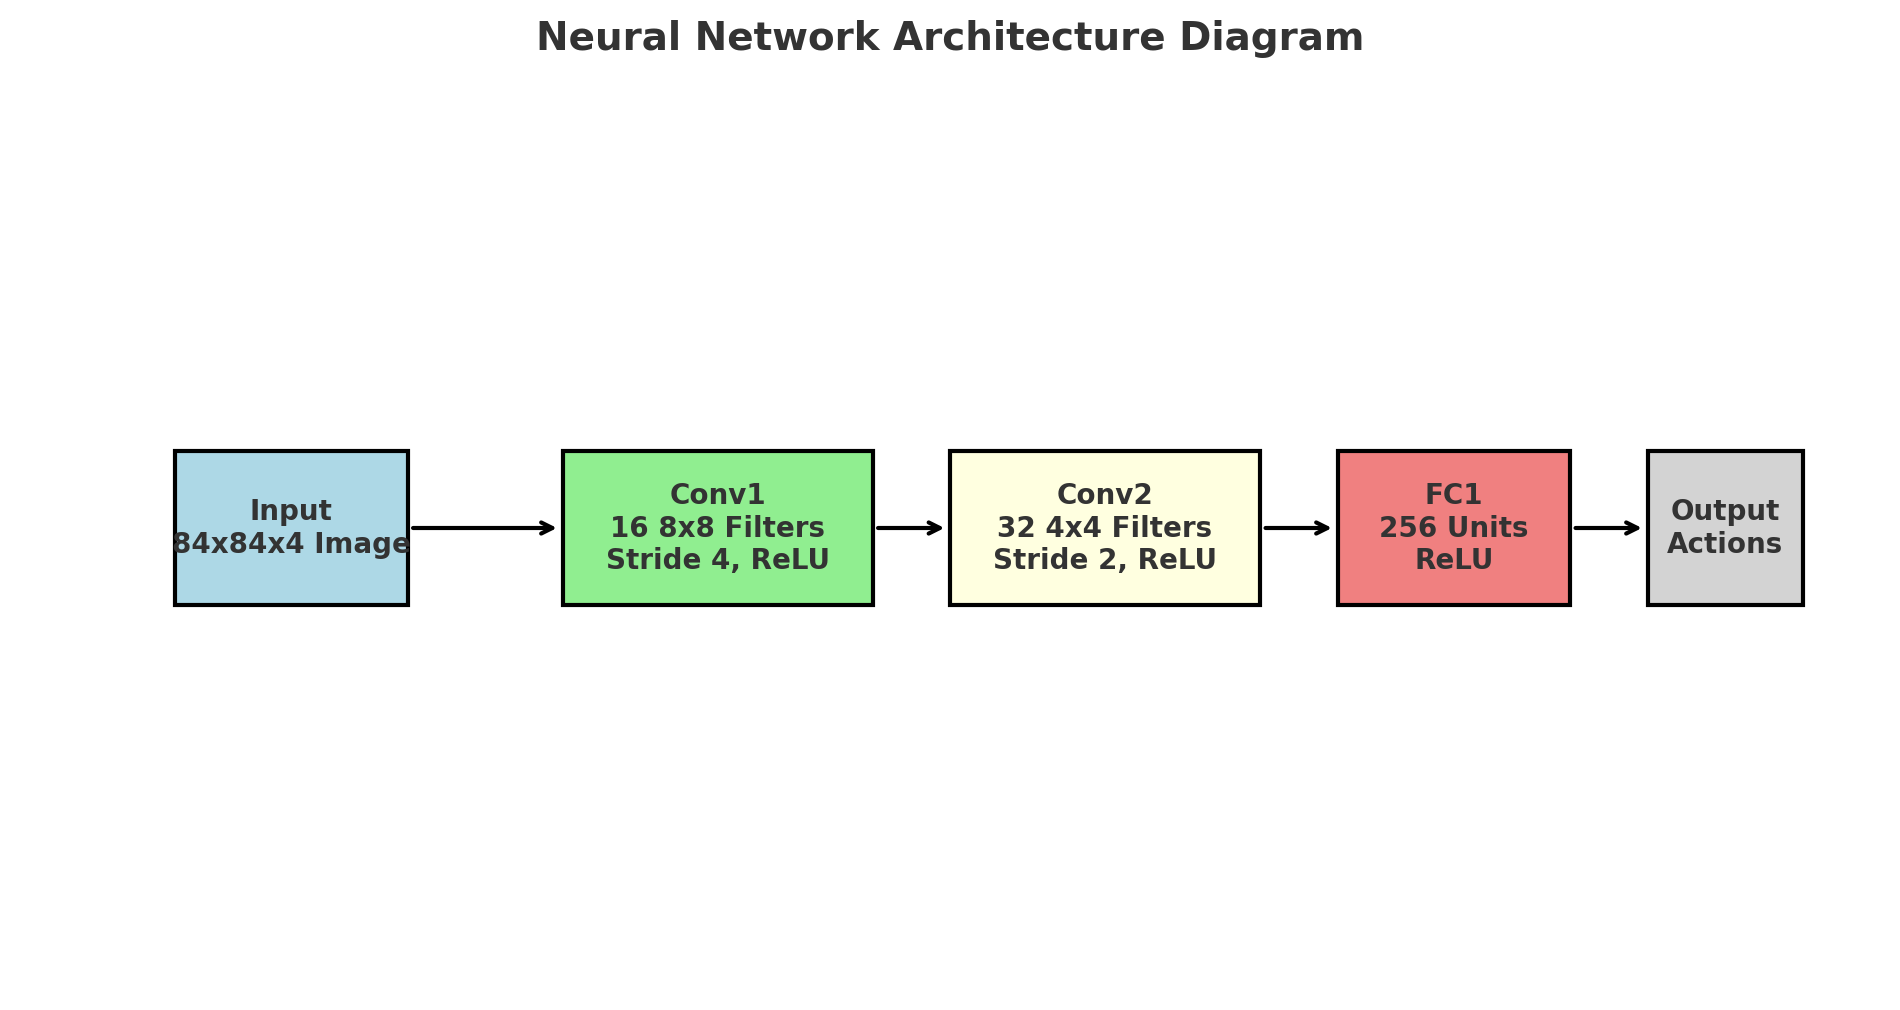 Neural Network Architecture Diagram
Input
84x84x4 Image
Conv1
16 8x8 Filters
Stride 4, ReLU
Conv2
32 4x4 Filters
Stride 2, ReLU
FC1
256 Units
ReLU
Output
Actions